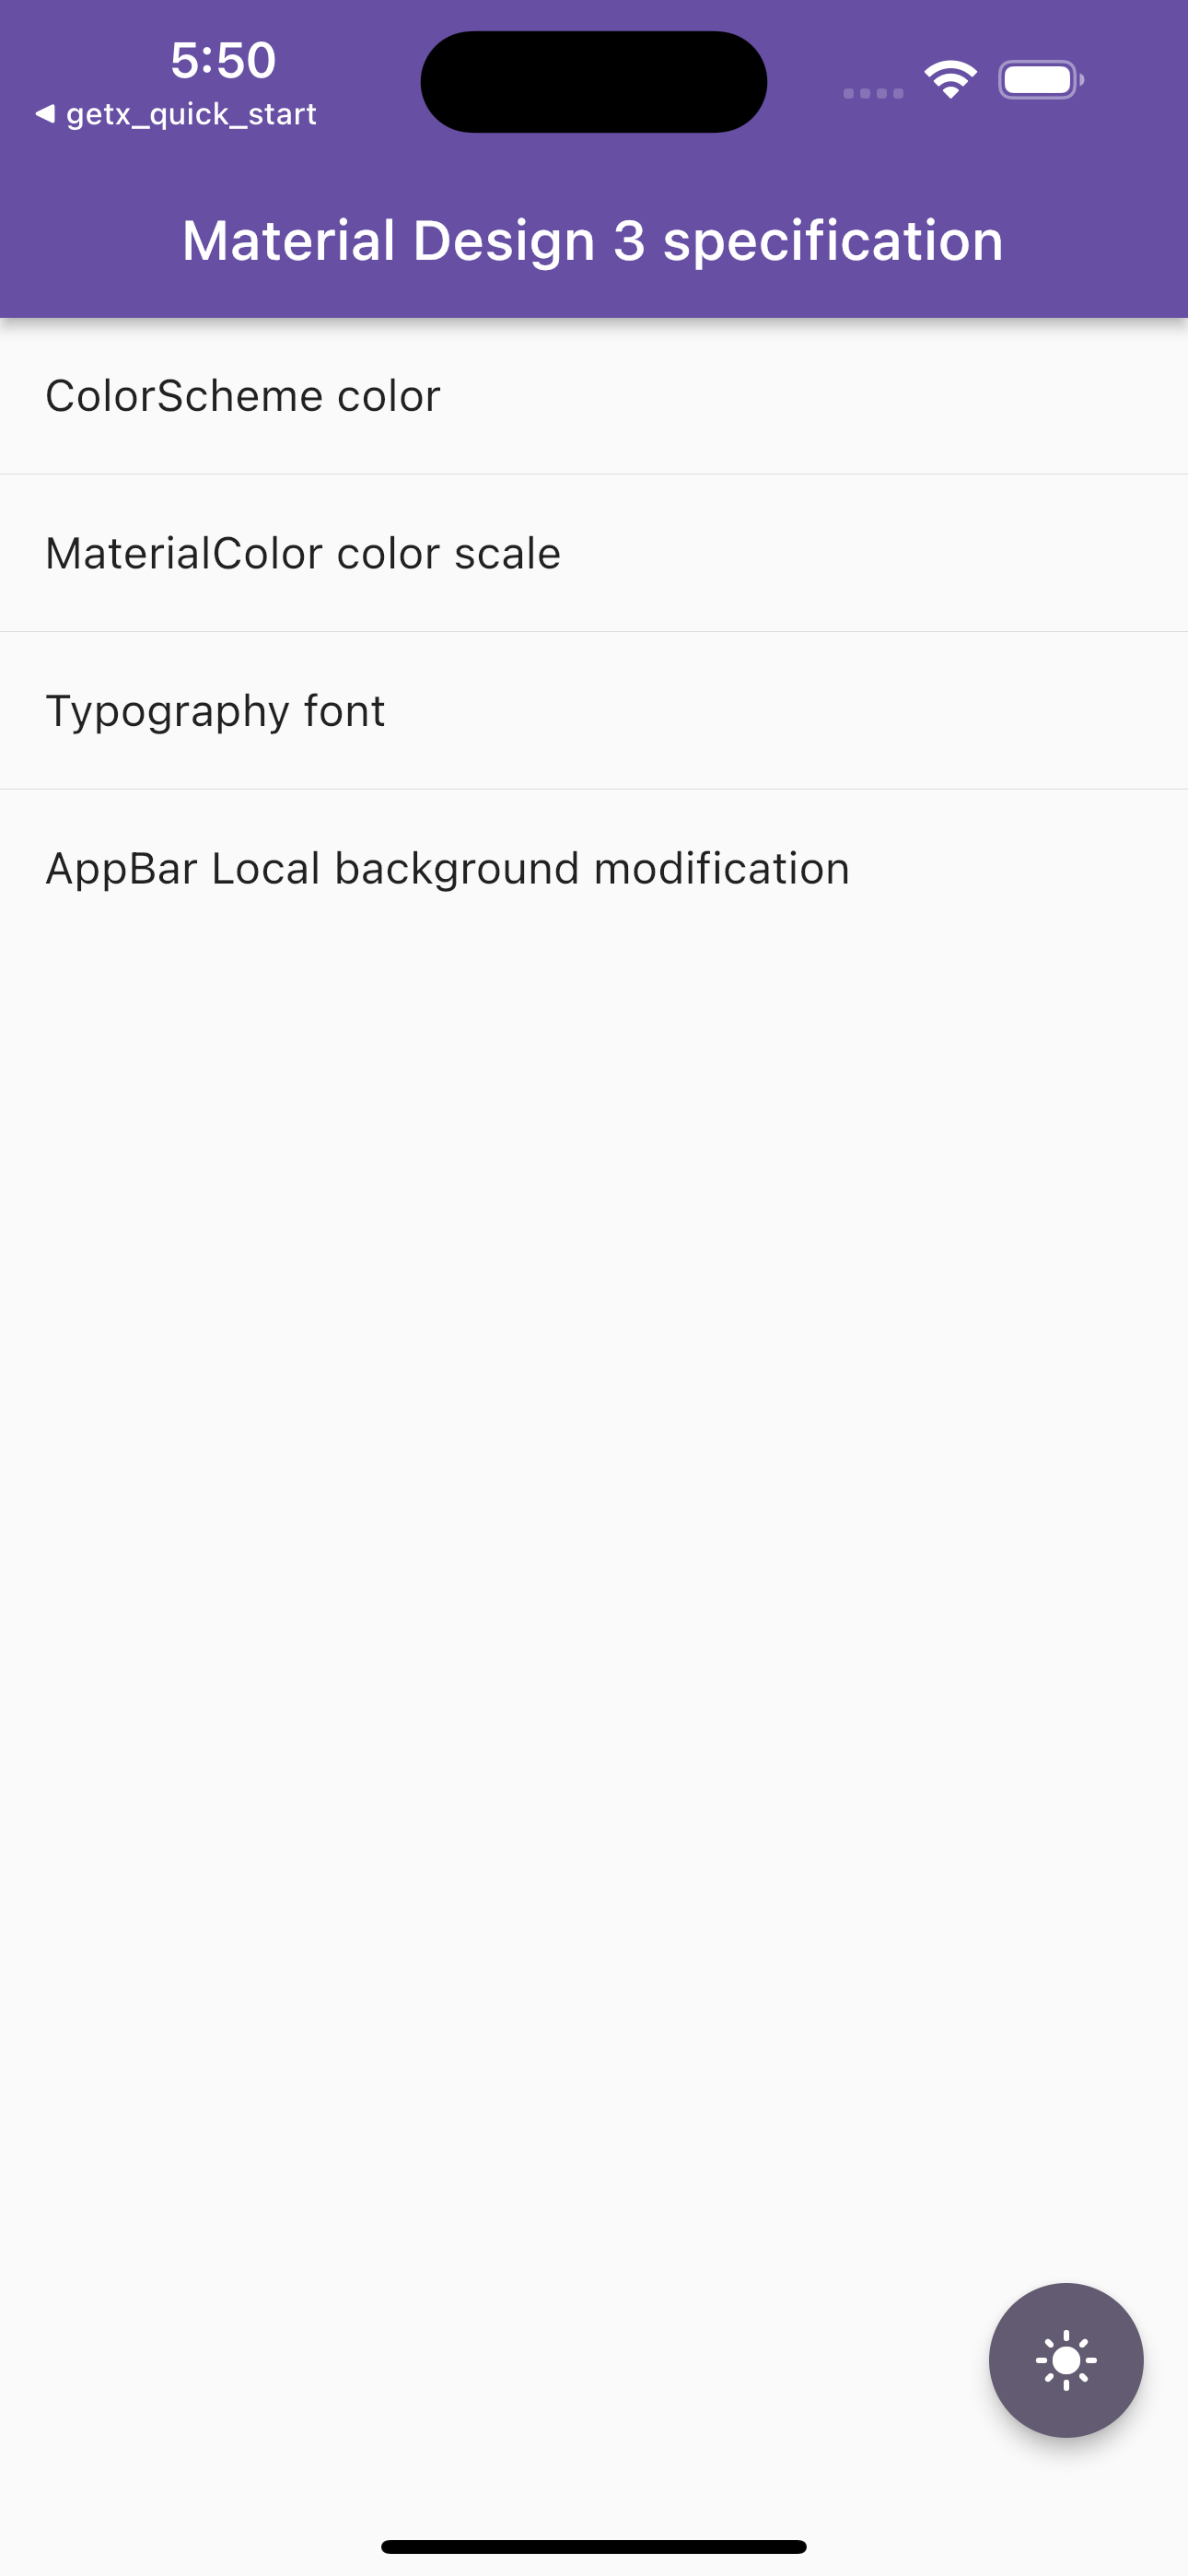 5:50
getx_quick_start
Material Design 3 specification
ColorScheme color
MaterialColor color scale
Typography font
AppBar Local background modification